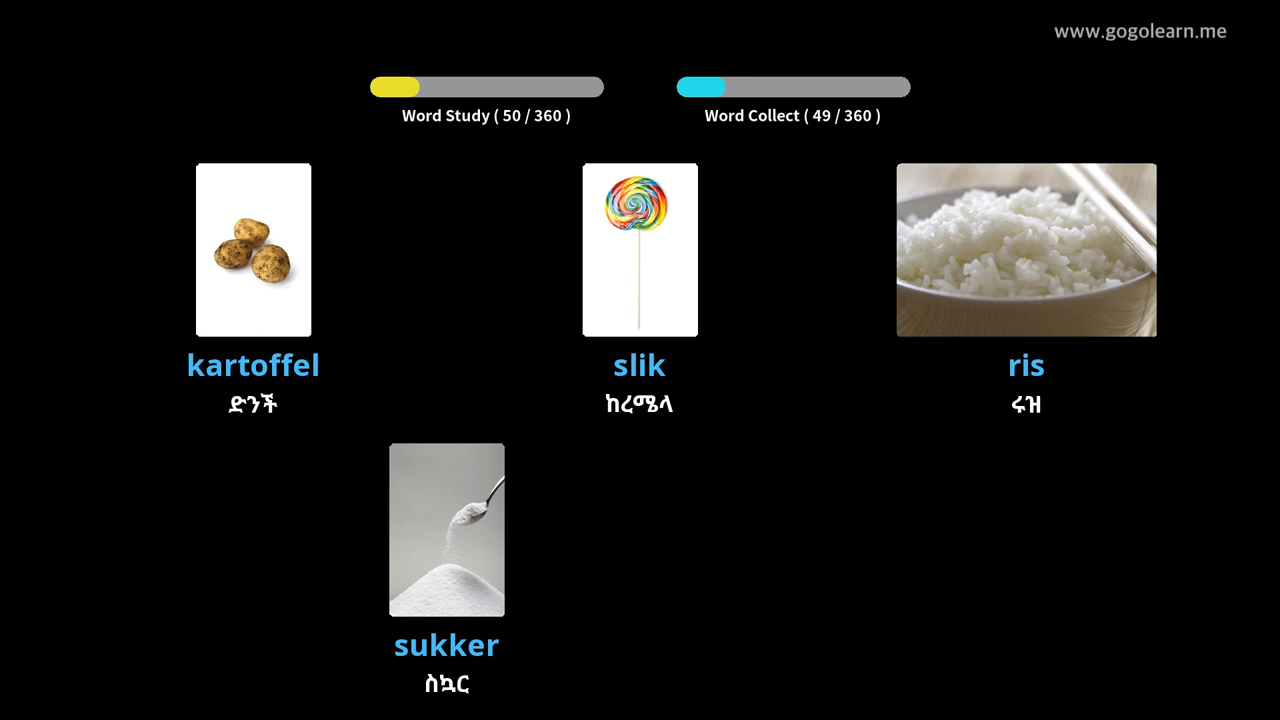 www.gogolearn.me
Word Study ( 50 / 360 )
Word Collect ( 49 / 360 )
kartoffel
ድንች
slik
ከረሜላ
ris
ሩዝ
sukker
ስኳር